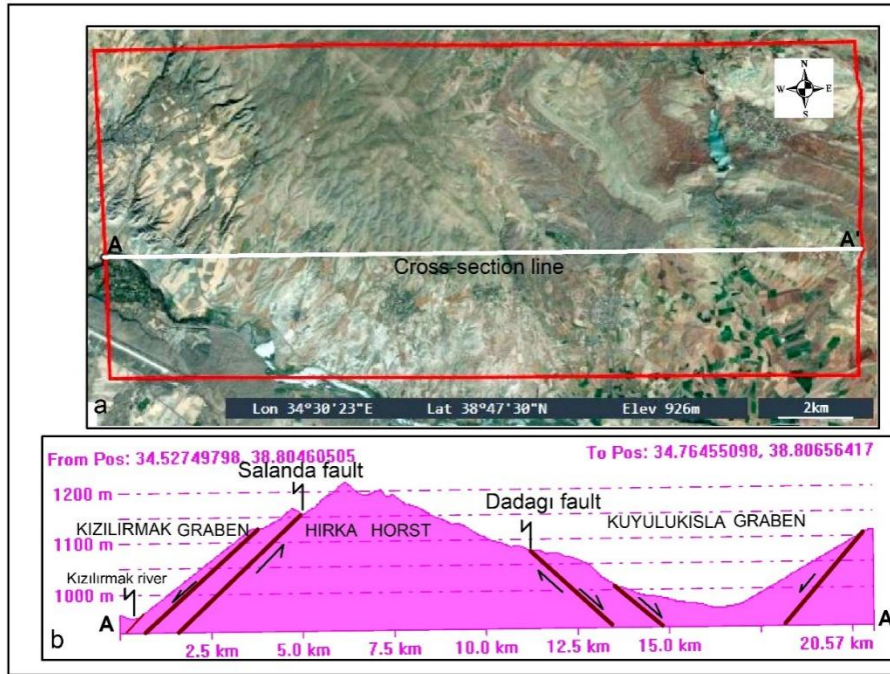 N
W E
S
A A'
Cross-section line
a
Lon 34°30'23"E Lat 38°47'30"N Elev 926m 2km
From Pos: 34.52749798, 38.80460505 To Pos: 34.76455098, 38.80656417
Salanda fault
1200 m
Dadagı fault
KIZILIRMAK GRABEN HIRKA HORST KUYULUKISLA GRABEN
1100 m
Kızılırmak river
1000 m
A A'
b
2.5 km 5.0 km 7.5 km 10.0 km 12.5 km 15.0 km 20.57 km